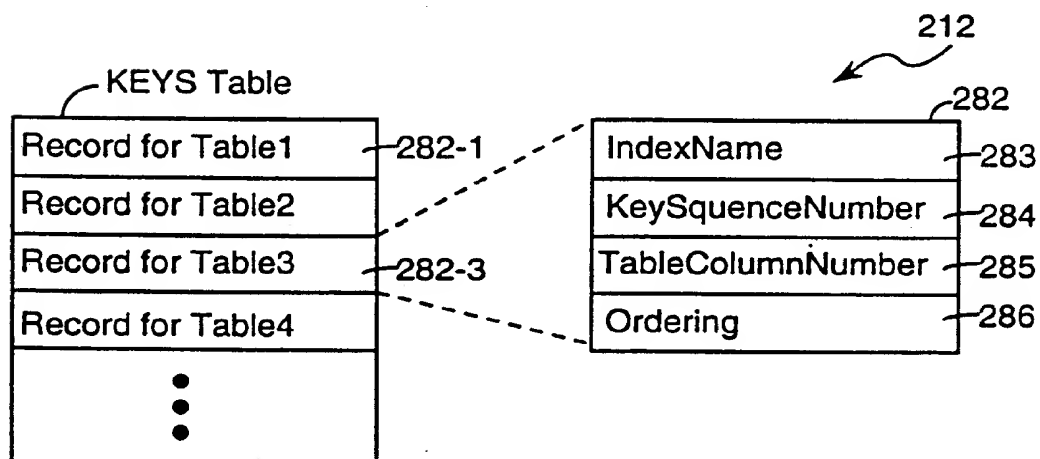 212
KEYS Table
Record for Table1
282-1
Record for Table2
Record for Table3
282-3
Record for Table4
282
IndexName
283
KeySquenceNumber
284
TableColumnNumber
285
Ordering
286